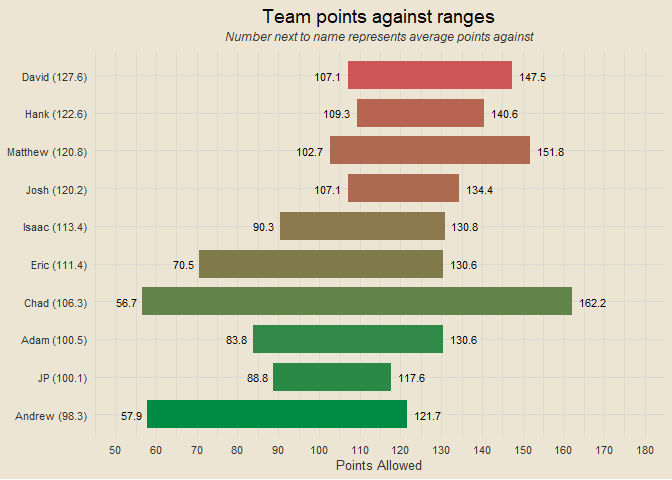 Team points against ranges
Number next to name represents average points against
David (127.6) 107.1 147.5
Hank (122.6) 109.3 140.6
Matthew (120.8) 102.7 151.8
Josh (120.2) 107.1 134.4
Isaac (113.4) 90.3 130.8
Eric (111.4) 70.5 130.6
Chad (106.3) 56.7 162.2
Adam (100.5) 83.8 130.6
JP (100.1) 88.8 117.6
Andrew (98.3) 57.9 121.7
50 60 70 80 90 100 110 120 130 140 150 160 170 180
Points Allowed